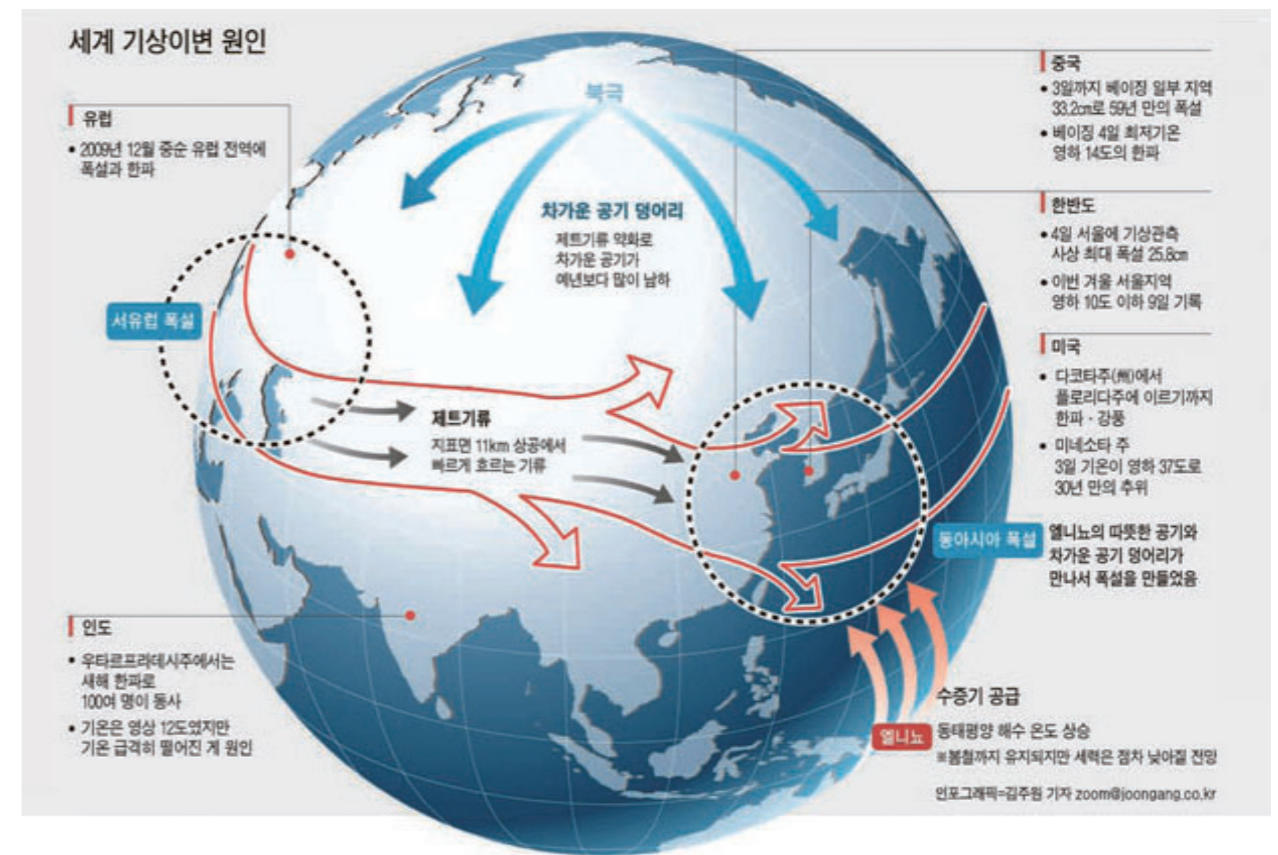 세계 기상이변 원인
유럽
• 2009년 12월 중순 유럽 전역에
폭설과 한파
서유럽 폭설
북극
차가운 공기 덩어리
제트기류 약화로
차가운 공기가
예년보다 많이 남하
제트기류
지표면 11km 상공에서
빠르게 흐르는 기류
중국
• 3일까지 베이징 일부 지역
33.2㎝로 59년 만의 폭설
• 베이징 4일 최저기온
영하 14도의 한파
한반도
• 4일 서울에 기상관측
사상 최대 폭설 25.8㎝
• 이번 겨울 서울지역
영하 10도 이하 9일 기록
미국
• 다코타주(州)에서
플로리다주에 이르기까지
한파·강풍
• 미네소타 주
3일 기온이 영하 37도로
30년 만의 추위
동아시아 폭설
엘니뇨의 따뜻한 공기와
차가운 공기 덩어리가
만나서 폭설을 만들었음
인도
• 우타르프라데시주에서는
새해 한파로
100여 명이 동사
• 기온은 영상 12도였지만
기온 급격히 떨어진 게 원인
수증기 공급
엘니뇨
동태평양 해수 온도 상승
※봄철까지 유지되지만 세력은 점차 낮아질 전망
인포그래픽=김주원 기자 zoom@joongang.co.kr